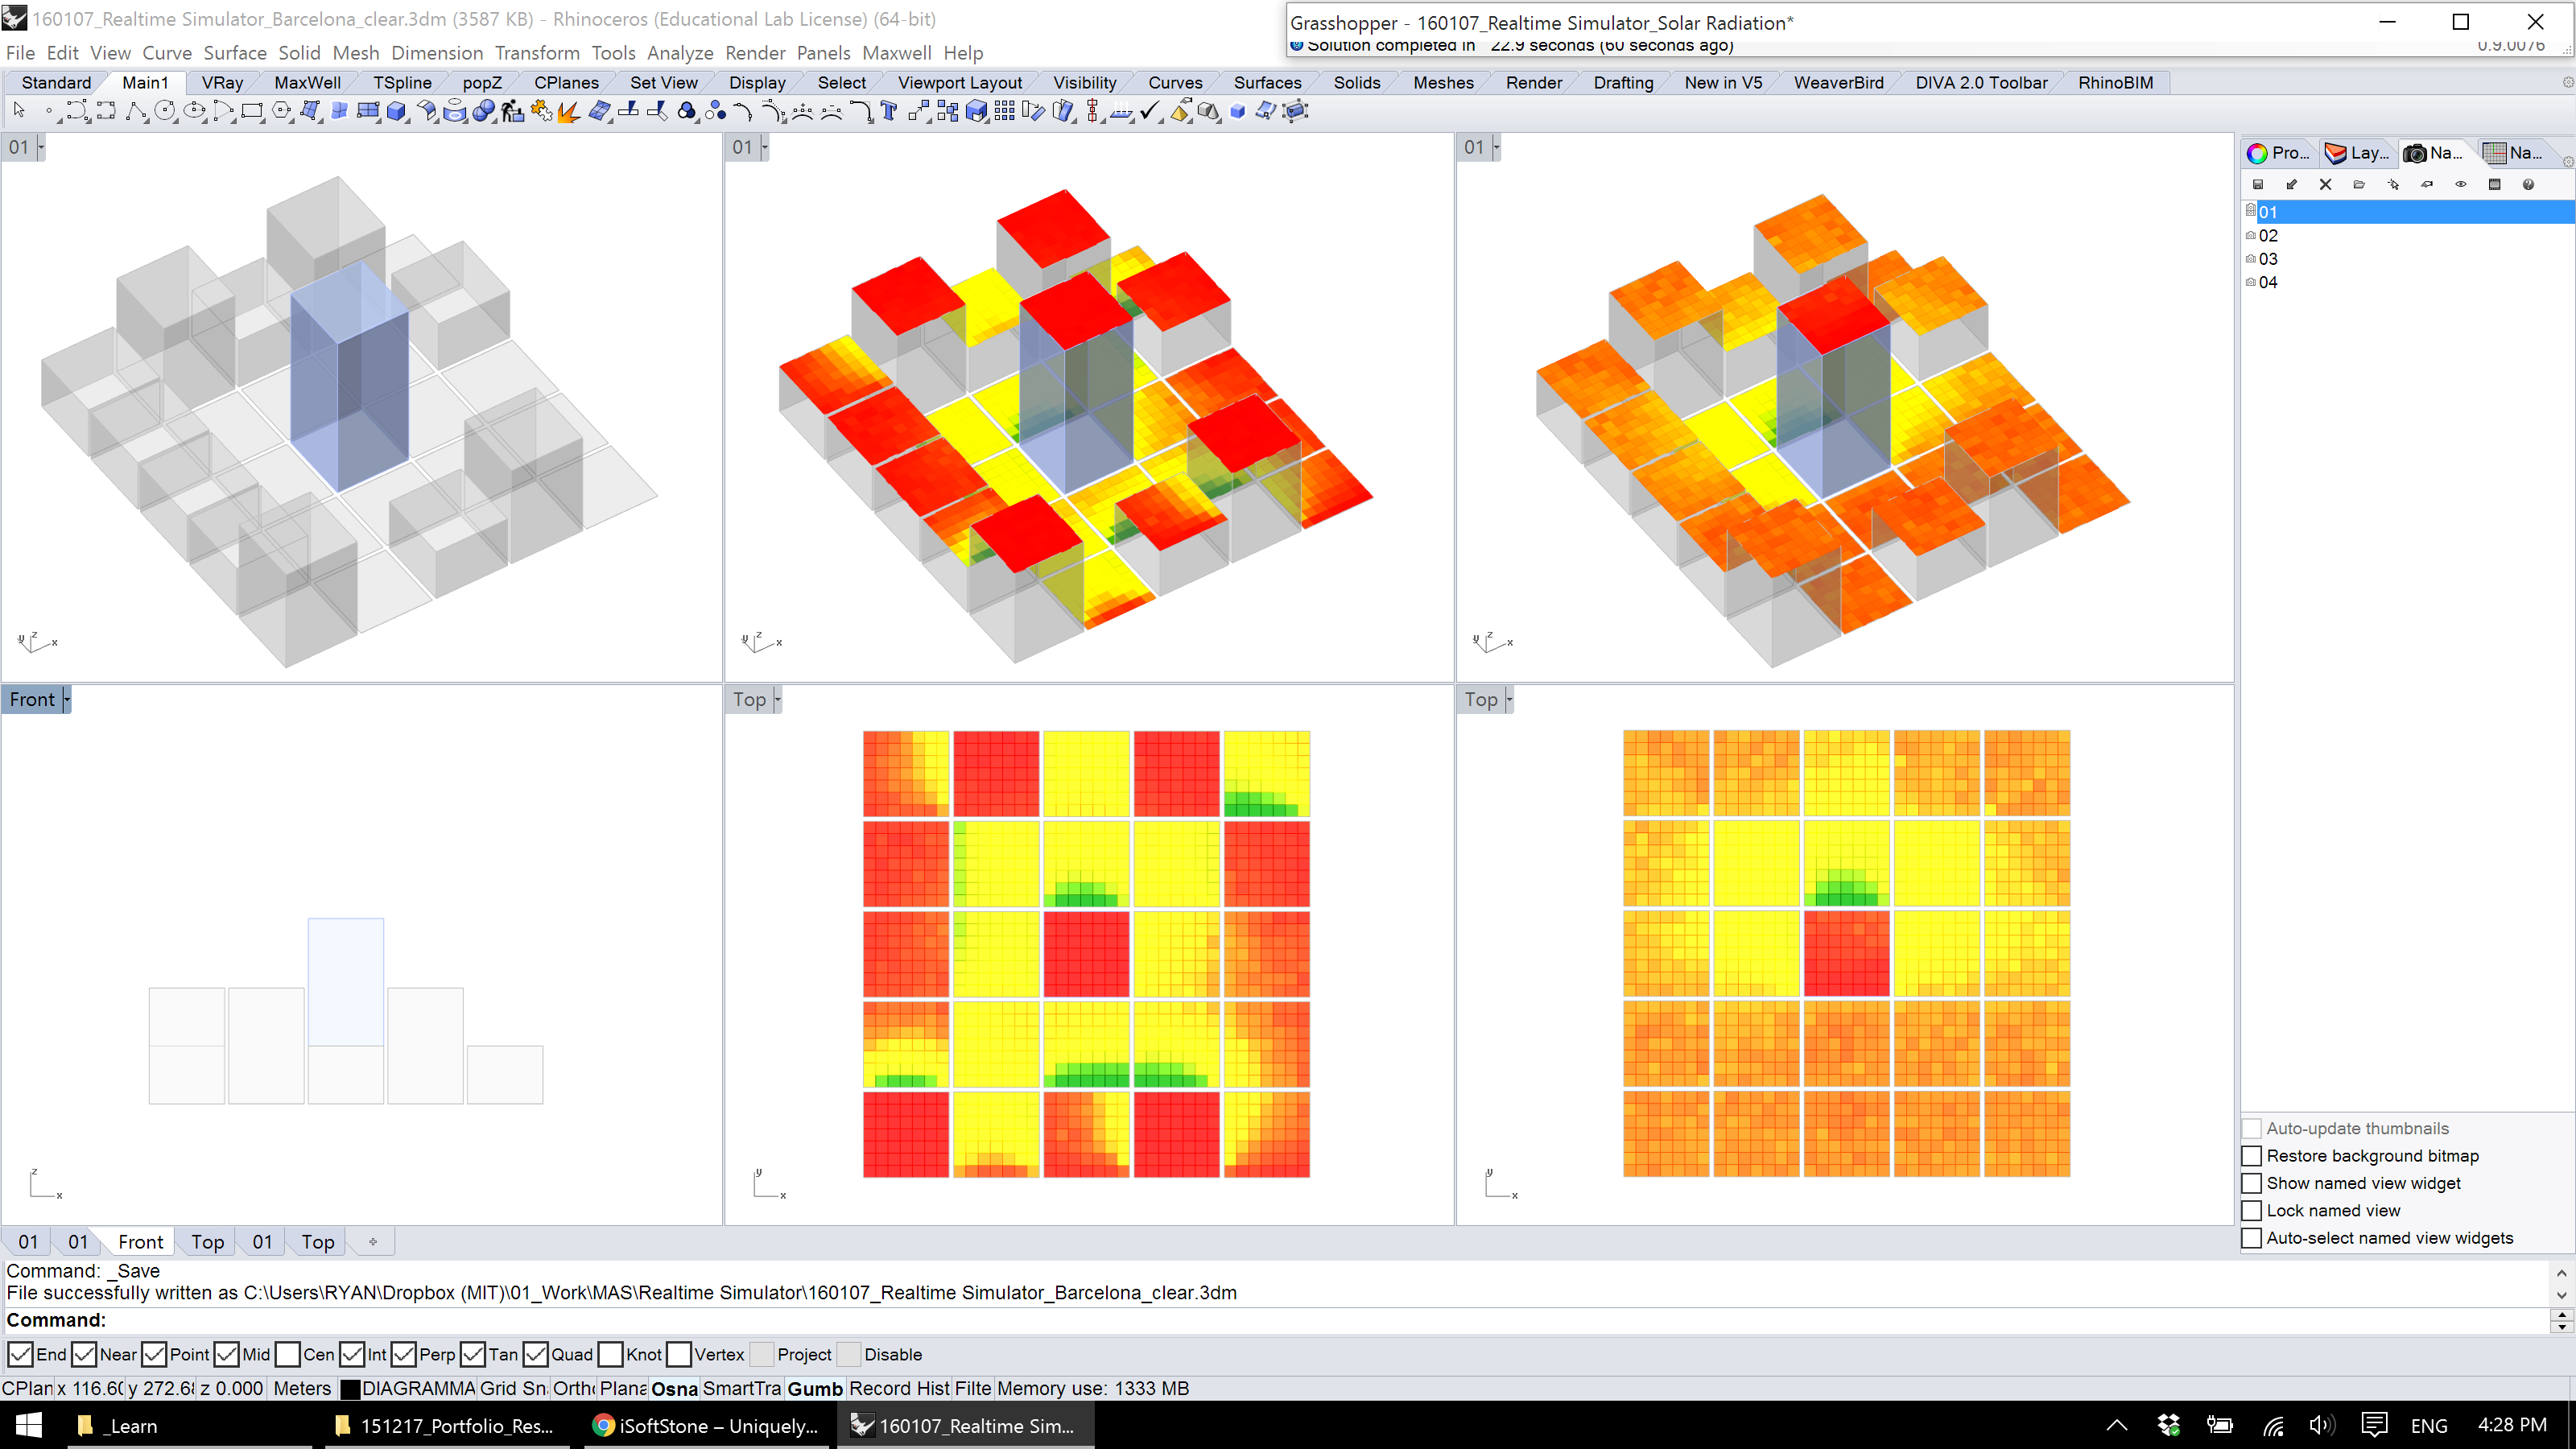 160107_Realtime Simulator_Barcelona_clear.3dm (3587 KB) - Rhinoceros (Educational Lab License) (64-bit)
Grasshopper - 160107_Realtime Simulator_Solar Radiation*
Solution completed in 22.9 seconds (60 seconds ago)
0.9.0076
File Edit View Curve Surface Solid Mesh Dimension Transform Tools Analyze Render Panels Maxwell Help
Standard Main1 VRay MaxWell TSpline popZ CPlanes Set View Display Select Viewport Layout Visibility Curves Surfaces Solids Meshes Render Drafting New in V5 WeaverBird DIVA 2.0 Toolbar RhinoBIM
01
01
01
Pro... Lay... Na... Na...
01
02
03
04
z
y x
z
y x
z
y x
Front
Top
Top
z
x
y
x
y
x
Auto-update thumbnails
Restore background bitmap
Show named view widget
Lock named view
Auto-select named view widgets
01 01 Front Top 01 Top
Command: _Save
File successfully written as C:\Users\RYAN\Dropbox (MIT)\01_Work\MAS\Realtime Simulator\160107_Realtime Simulator_Barcelona_clear.3dm
Command:
End Near Point Mid Cen Int Perp Tan Quad Knot Vertex Project Disable
CPlan x 116.60 y 272.68 z 0.000 Meters DIAGRAMMA Grid Sn Ortho Plana Osna SmartTra Gumb Record Hist Filte Memory use: 1333 MB
_Learn 151217_Portfolio_Res... iSoftStone – Uniquely... 160107_Realtime Sim... ENG 4:28 PM